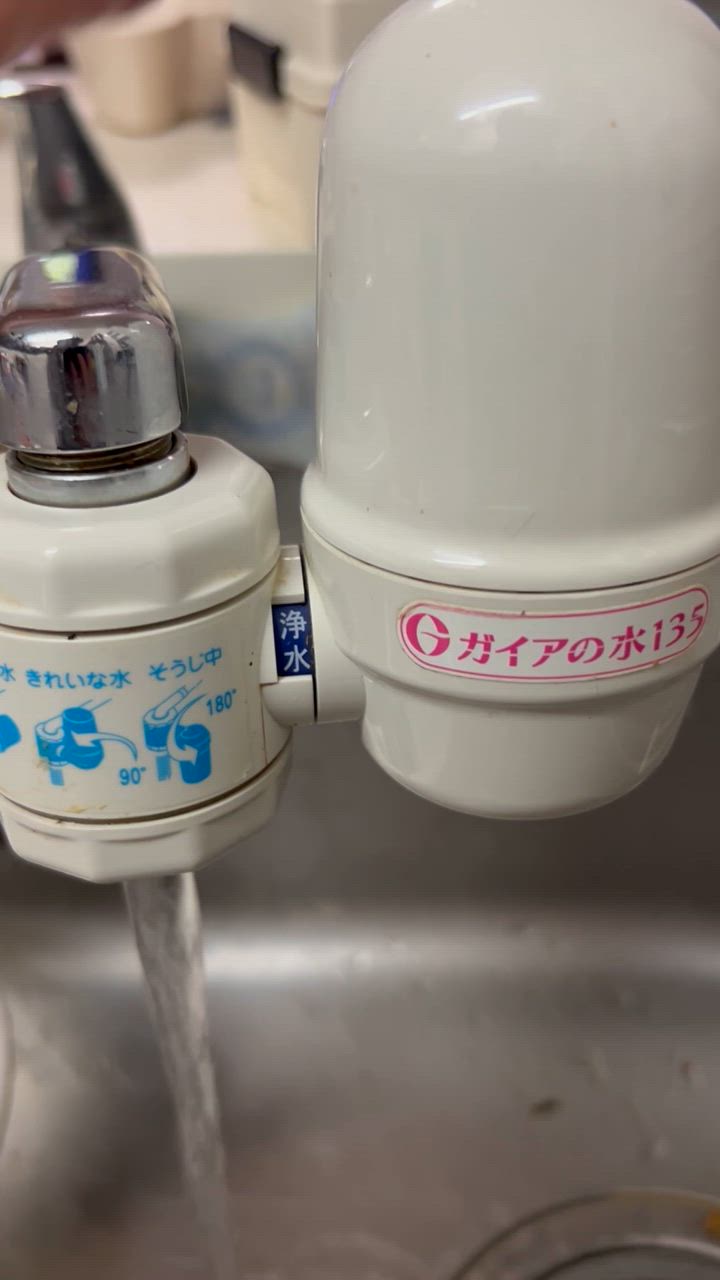 浄水
ガイアの水135
水 きれいな水 そうじ中
180°
90°